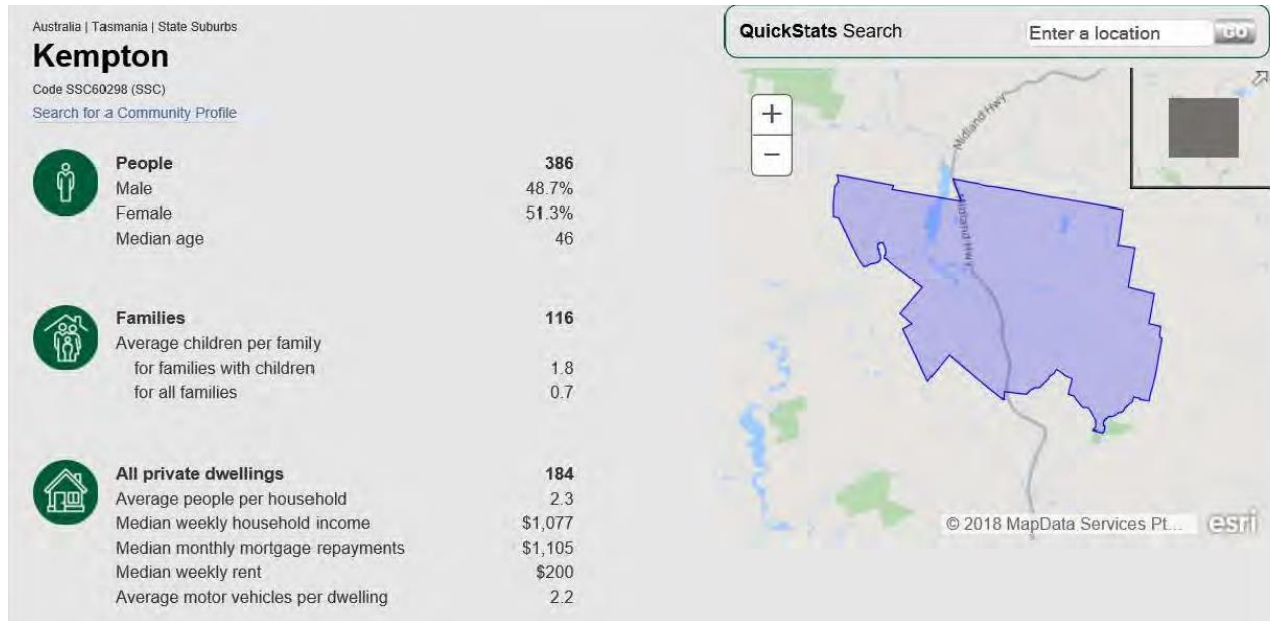 Australia | Tasmania | State Suburbs
Kempton
Code SSC60298 (SSC)
Search for a Community Profile
People 386
Male 48.7%
Female 51.3%
Median age 46
Families 116
Average children per family
for families with children 1.8
for all families 0.7
All private dwellings 184
Average people per household 2.3
Median weekly household income $1,077
Median monthly mortgage repayments $1,105
Median weekly rent $200
Average motor vehicles per dwelling 2.2
QuickStats Search Enter a location GO
+
−
Midland Hwy
Midland Hwy
© 2018 MapData Services Pt... esri